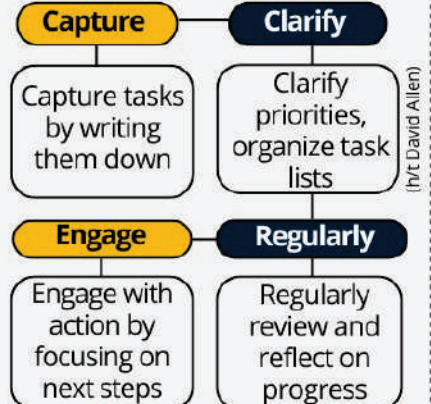 Capture
Clarify
Capture tasks
by writing
them down
Clarify
priorities,
organize task
lists
(h/t David Allen)
Engage
Regularly
Engage with
action by
focusing on
next steps
Regularly
review and
reflect on
progress